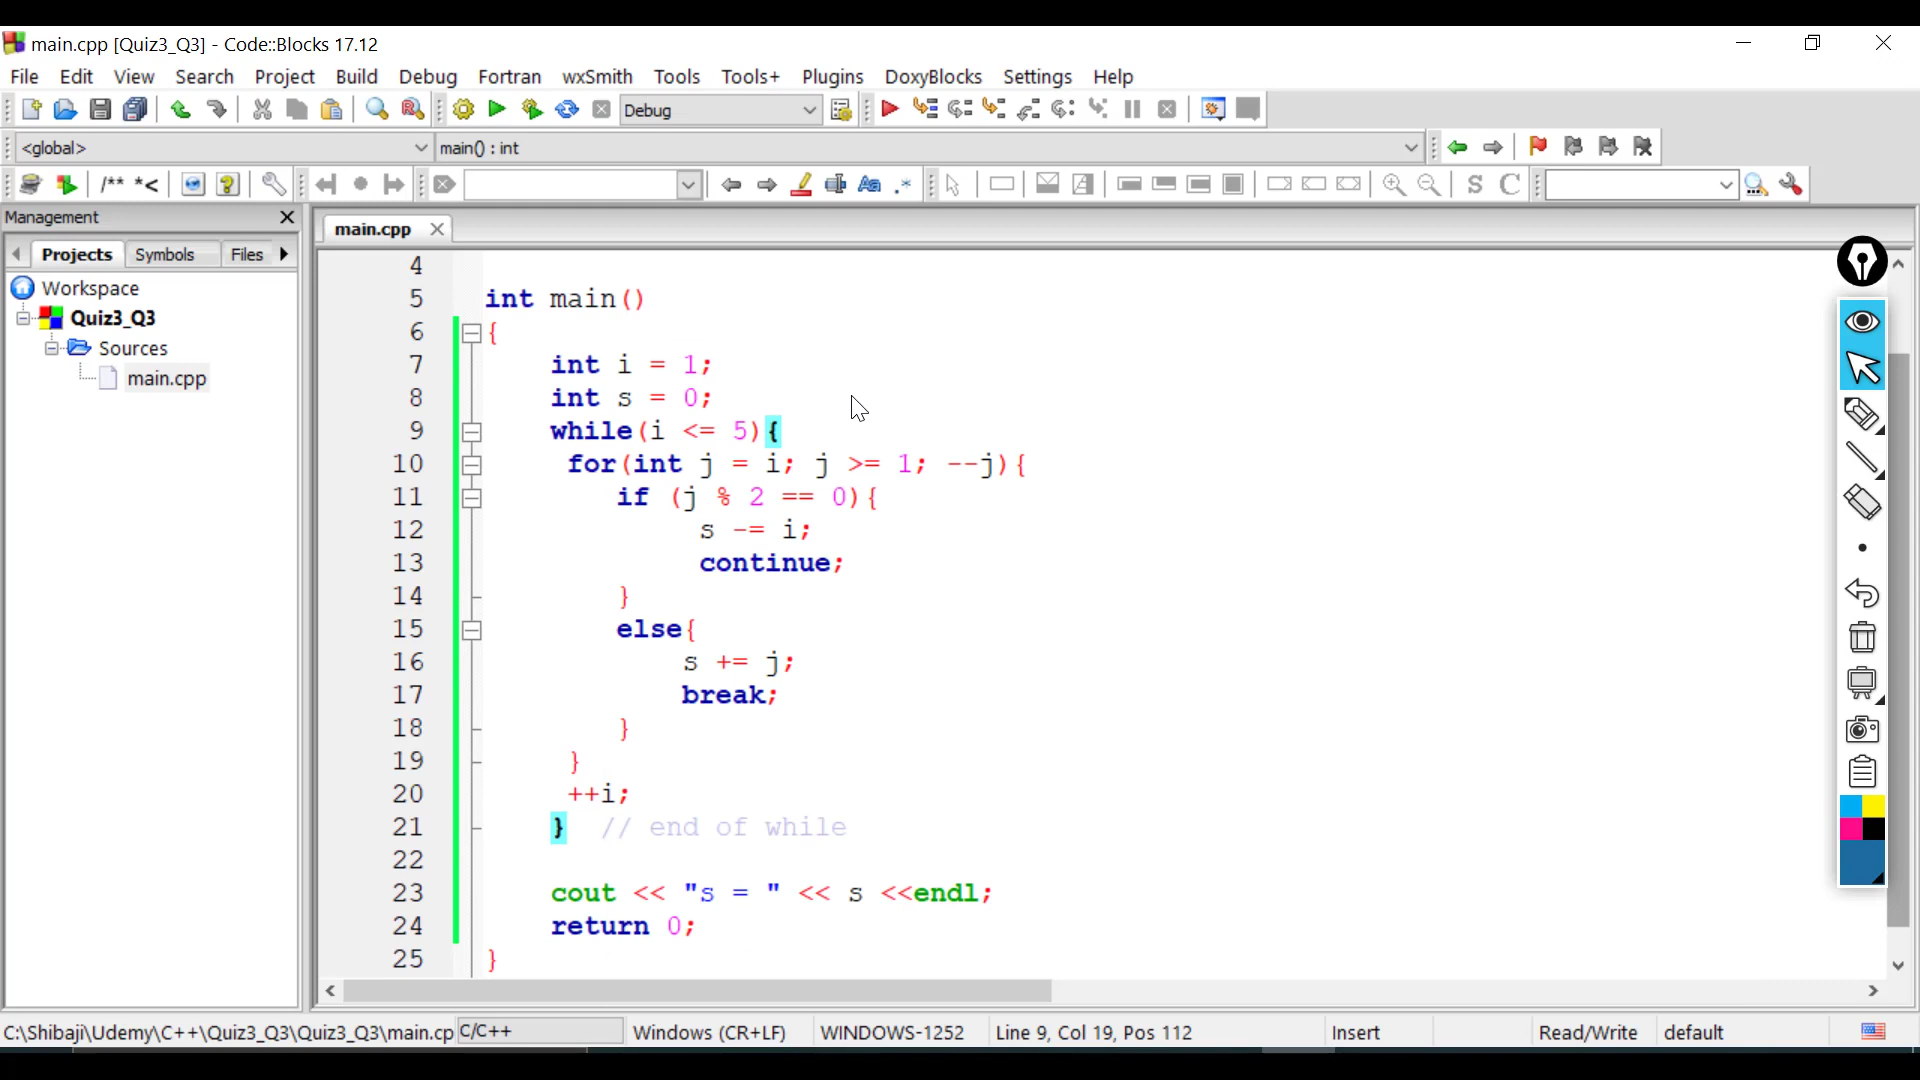 main.cpp [Quiz3_Q3] - Code::Blocks 17.12
File Edit View Search Project Build Debug Fortran wxSmith Tools Tools+ Plugins DoxyBlocks Settings Help
Debug
<global> main() : int
/** *<
S C
Management
Projects Symbols Files
main.cpp
Workspace
Quiz3_Q3
Sources
main.cpp
4
5 int main()
6 {
7 int i = 1;
8 int s = 0;
9 while(i <= 5){
10 for(int j = i; j >= 1; --j){
11 if (j % 2 == 0){
12 s -= i;
13 continue;
14 }
15 else{
16 s += j;
17 break;
18 }
19 }
20 ++i;
21 } // end of while
22
23 cout << "s = " << s <<endl;
24 return 0;
25 }
C:\Shibaji\Udemy\C++\Quiz3_Q3\Quiz3_Q3\main.cp C/C++ Windows (CR+LF) WINDOWS-1252 Line 9, Col 19, Pos 112 Insert Read/Write default